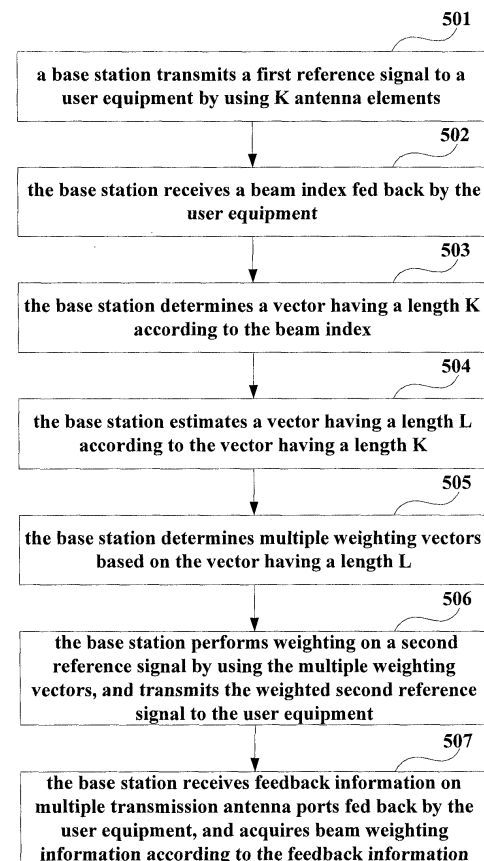 501
a base station transmits a first reference signal to a
user equipment by using K antenna elements
502
the base station receives a beam index fed back by the
user equipment
503
the base station determines a vector having a length K
according to the beam index
504
the base station estimates a vector having a length L
according to the vector having a length K
505
the base station determines multiple weighting vectors
based on the vector having a length L
506
the base station performs weighting on a second
reference signal by using the multiple weighting
vectors, and transmits the weighted second reference
signal to the user equipment
507
the base station receives feedback information on
multiple transmission antenna ports fed back by the
user equipment, and acquires beam weighting
information according to the feedback information